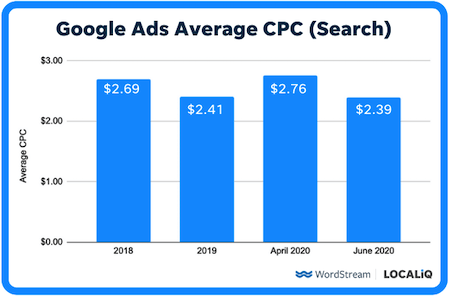 Google Ads Average CPC (Search)
$3.00
$2.00
$1.00
$0.00
Average CPC
$2.69
$2.41
$2.76
$2.39
2018
2019
April 2020
June 2020
WordStream
LOCALiQ